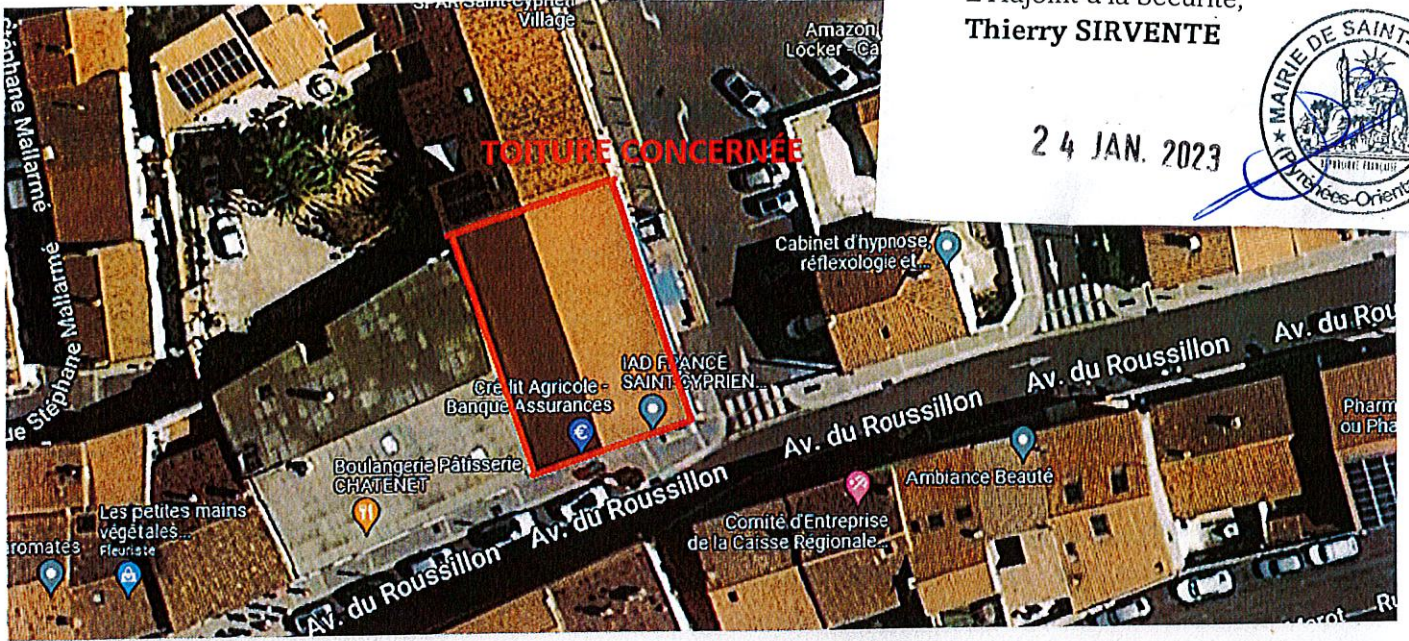 Village
Stéphane Mallarmé
Amazon
Locker
L'Adjoint à la Sécurité,
Thierry SIRVENTE
MAIRIE DE SAINT
RÉPUBLIQUE FRANÇAISE
(Pyrénées-Orient
24 JAN. 2023
TOITURE CONCERNÉE
Cabinet d'hypnose,
réflexologie et...
Stéphane Mallarmé
IAD FRANCE
SAINT-CYPRIEN...
Crédit Agricole -
Banque Assurances
Av. du Roussillon
Av. du Roussillon
Av. du Rou
Av. du Roussillon
Pharm
ou Pha
Boulangerie Pâtisserie
CHATENET
Ambiance Beauté
Les petites mains
végétales...
Fleuriste
Comité d'Entreprise
de la Caisse Régionale...
Av. du Roussillon
Av. du Roussillon
ue Stéphane Mallarmé